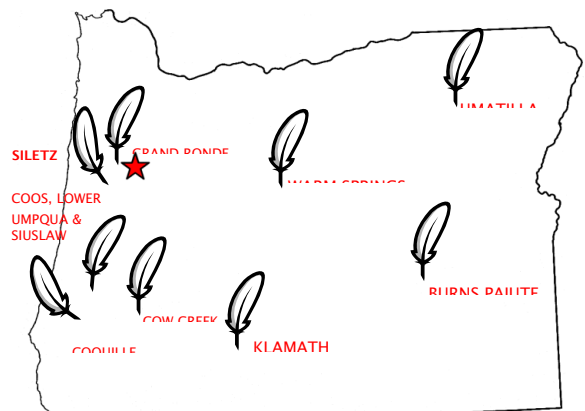 UMATILLA
GRAND RONDE
SILETZ
WARM SPRINGS
COOS, LOWER
UMPQUA &
SIUSLAW
BURNS PAIUTE
COW CREEK
KLAMATH
COQUILLE